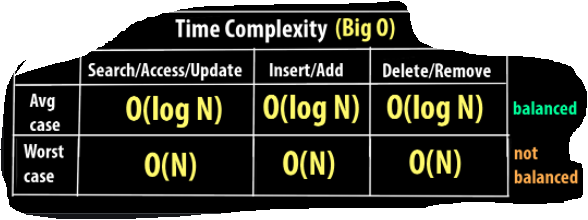 Time Complexity (Big O)
Search/Access/Update Insert/Add Delete/Remove
Avg case O(log N) O(log N) O(log N) balanced
Worst case O(N) O(N) O(N) not balanced